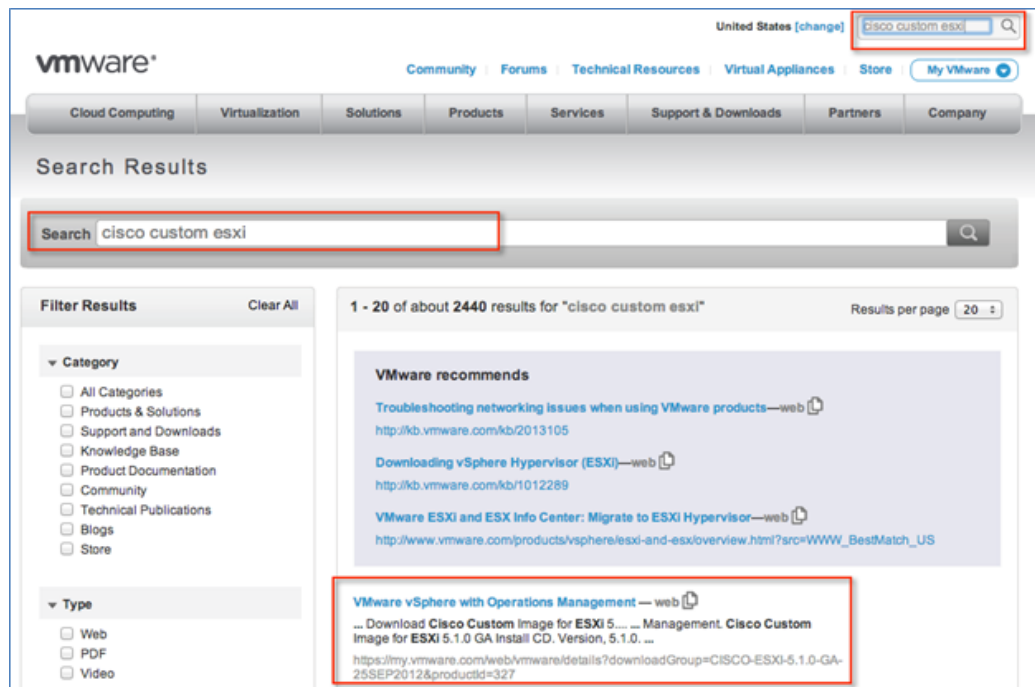 United States [change] cisco custom esxi
vmware®
Community Forums Technical Resources Virtual Appliances Store My VMware
Cloud Computing Virtualization Solutions Products Services Support & Downloads Partners Company
Search Results
Search cisco custom esxi
Filter Results Clear All
Category
All Categories
Products & Solutions
Support and Downloads
Knowledge Base
Product Documentation
Community
Technical Publications
Blogs
Store
Type
Web
PDF
Video
1 - 20 of about 2440 results for "cisco custom esxi" Results per page 20
VMware recommends
Troubleshooting networking issues when using VMware products—web
http://kb.vmware.com/kb/2013105
Downloading vSphere Hypervisor (ESXi)—web
http://kb.vmware.com/kb/1012289
VMware ESXi and ESX Info Center: Migrate to ESXi Hypervisor—web
http://www.vmware.com/products/vsphere/esxi-and-esx/overview.html?src=WWW_BestMatch_US
VMware vSphere with Operations Management — web
... Download Cisco Custom Image for ESXi 5.... ... Management. Cisco Custom
Image for ESXi 5.1.0 GA Install CD. Version, 5.1.0. ...
https://my.vmware.com/web/vmware/details?downloadGroup=CISCO-ESXI-5.1.0-GA-
25SEP2012&productId=327